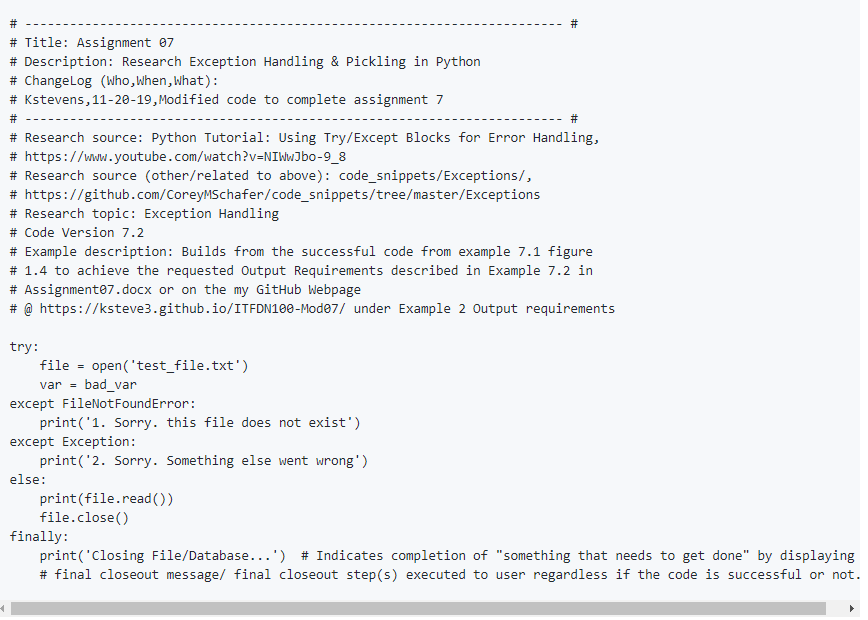 # ------------------------------------------------------------------------ #
# Title: Assignment 07
# Description: Research Exception Handling & Pickling in Python
# ChangeLog (Who,When,What):
# Kstevens,11-20-19,Modified code to complete assignment 7
# ------------------------------------------------------------------------ #
# Research source: Python Tutorial: Using Try/Except Blocks for Error Handling,
# https://www.youtube.com/watch?v=NIWwJbo-9_8
# Research source (other/related to above): code_snippets/Exceptions/,
# https://github.com/CoreyMSchafer/code_snippets/tree/master/Exceptions
# Research topic: Exception Handling
# Code Version 7.2
# Example description: Builds from the successful code from example 7.1 figure
# 1.4 to achieve the requested Output Requirements described in Example 7.2 in
# Assignment07.docx or on the my GitHub Webpage
# @ https://ksteve3.github.io/ITFDN100-Mod07/ under Example 2 Output requirements

try:
    file = open('test_file.txt')
    var = bad_var
except FileNotFoundError:
    print('1. Sorry. this file does not exist')
except Exception:
    print('2. Sorry. Something else went wrong')
else:
    print(file.read())
    file.close()
finally:
    print('Closing File/Database...')  # Indicates completion of "something that needs to get done" by displaying
    # final closeout message/ final closeout step(s) executed to user regardless if the code is successful or not.